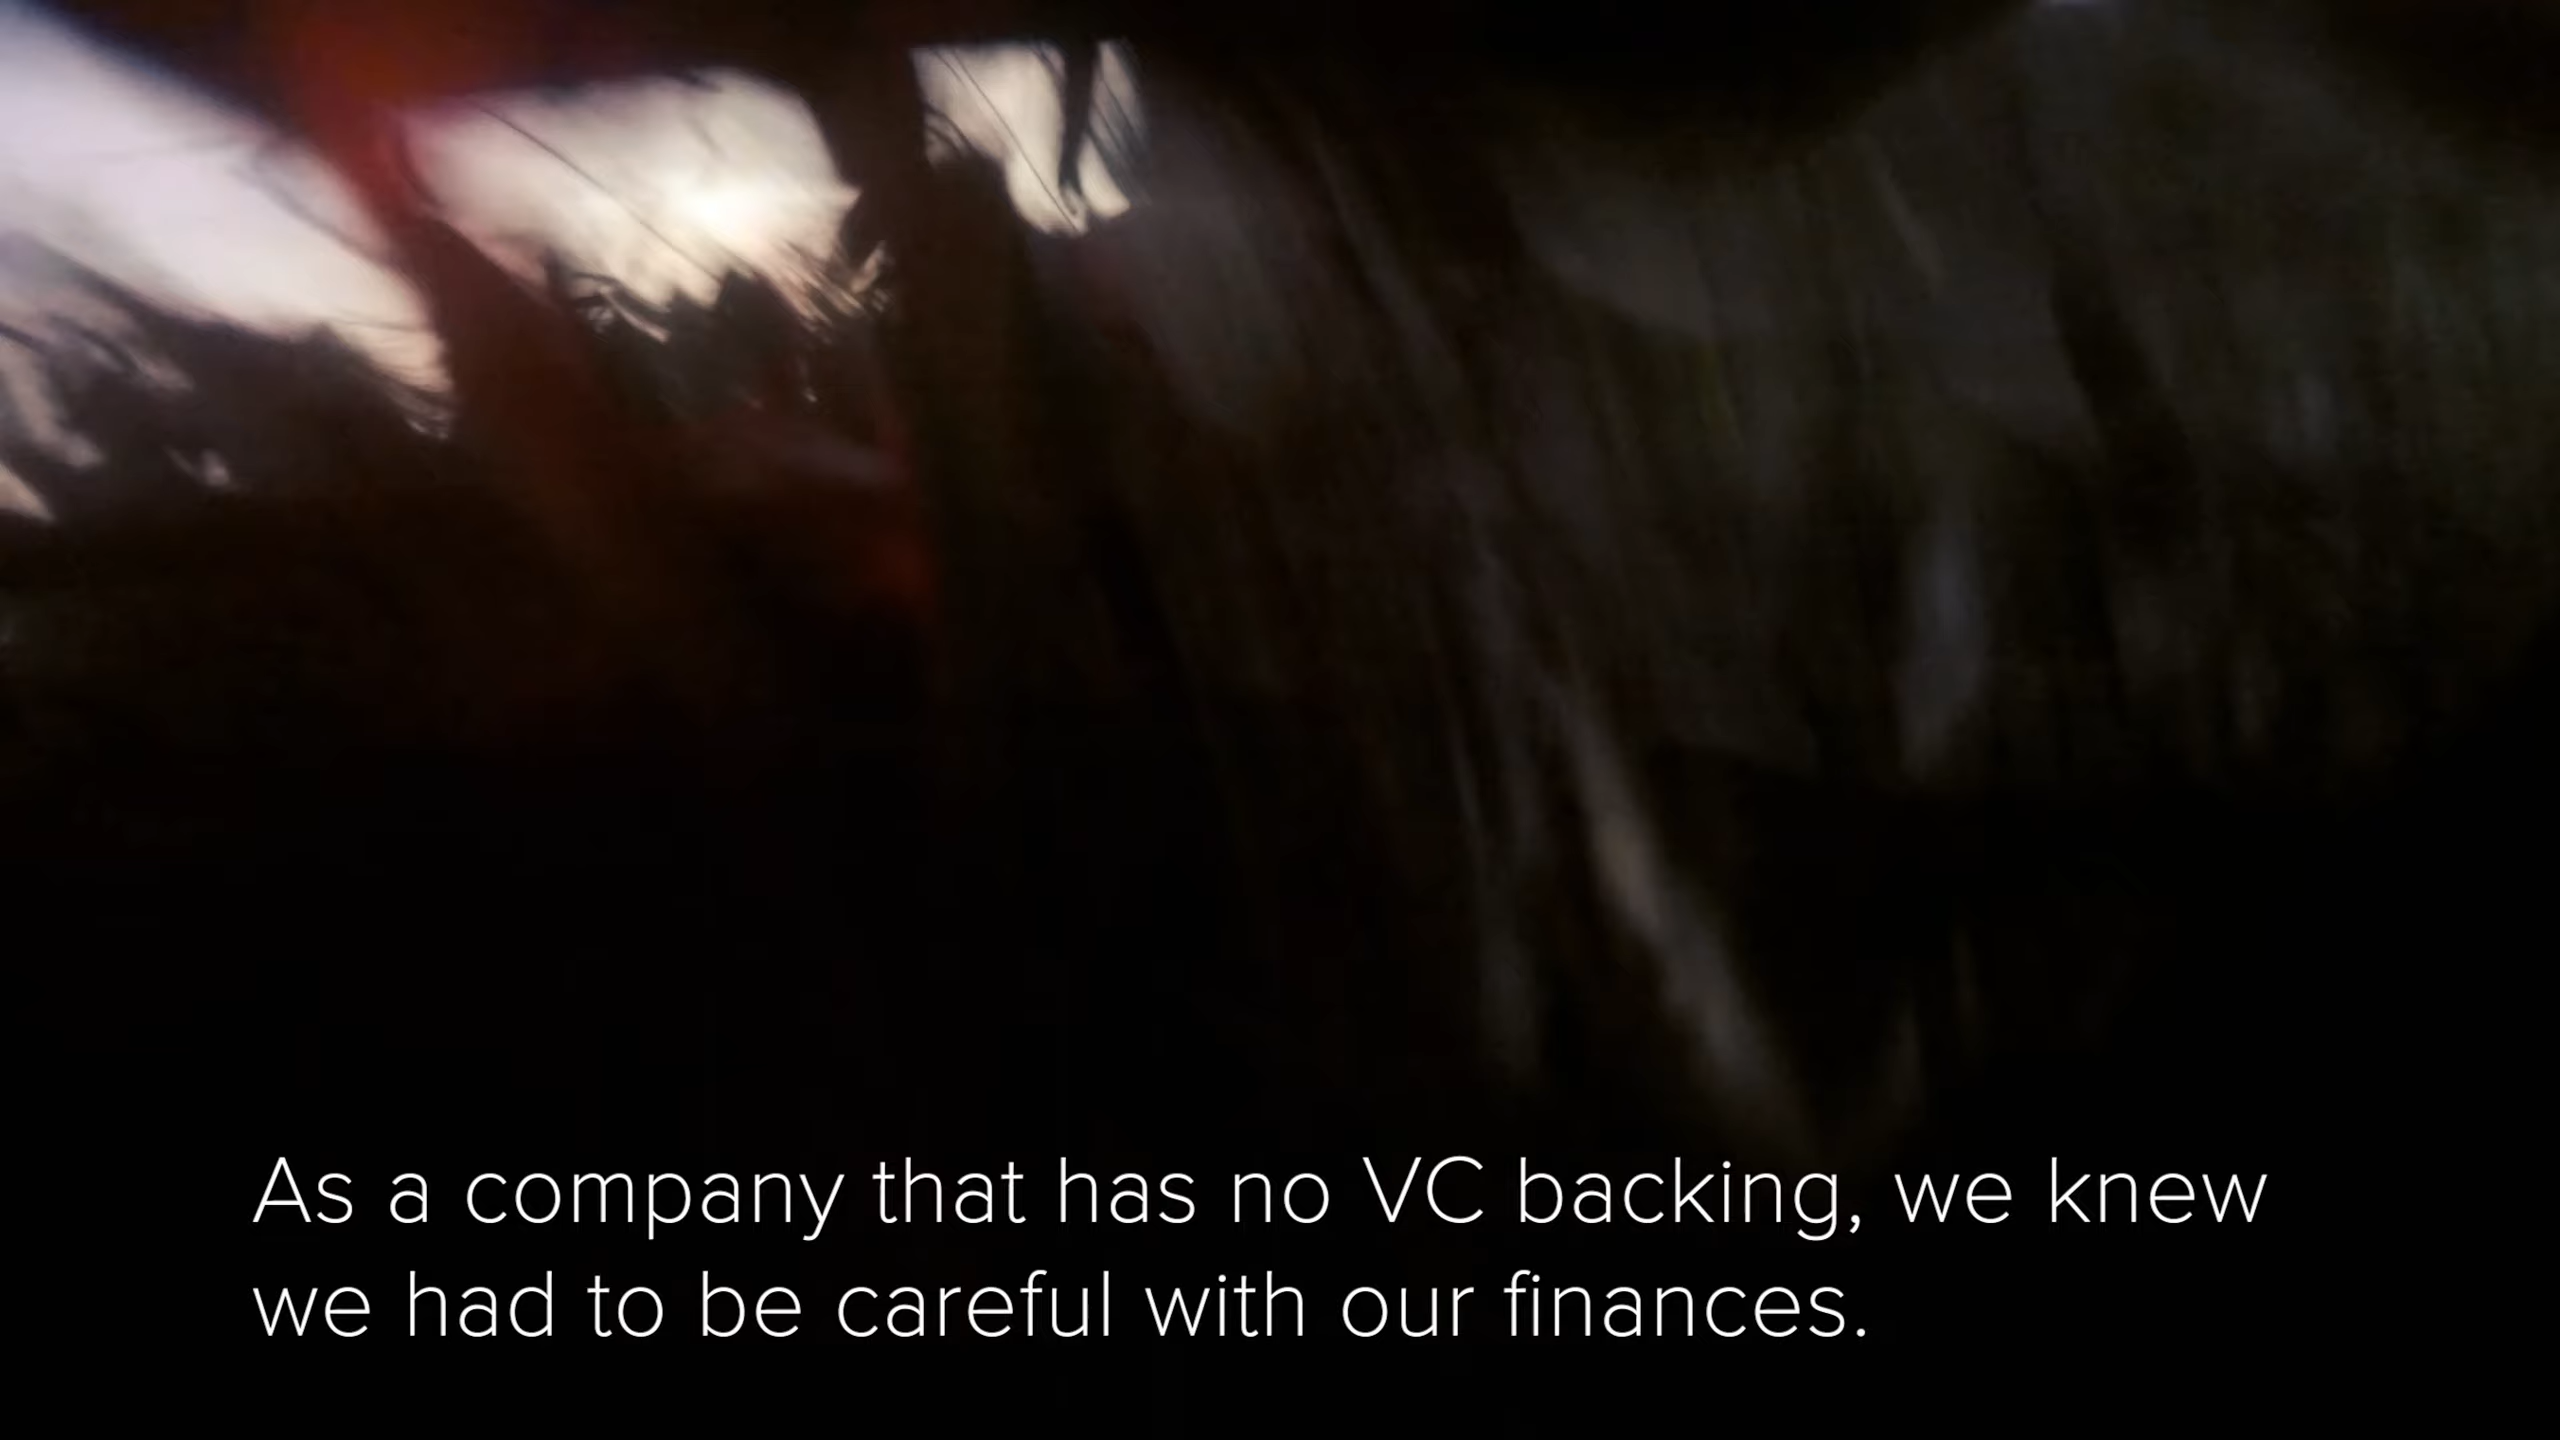 As a company that has no VC backing, we knew
we had to be careful with our finances.